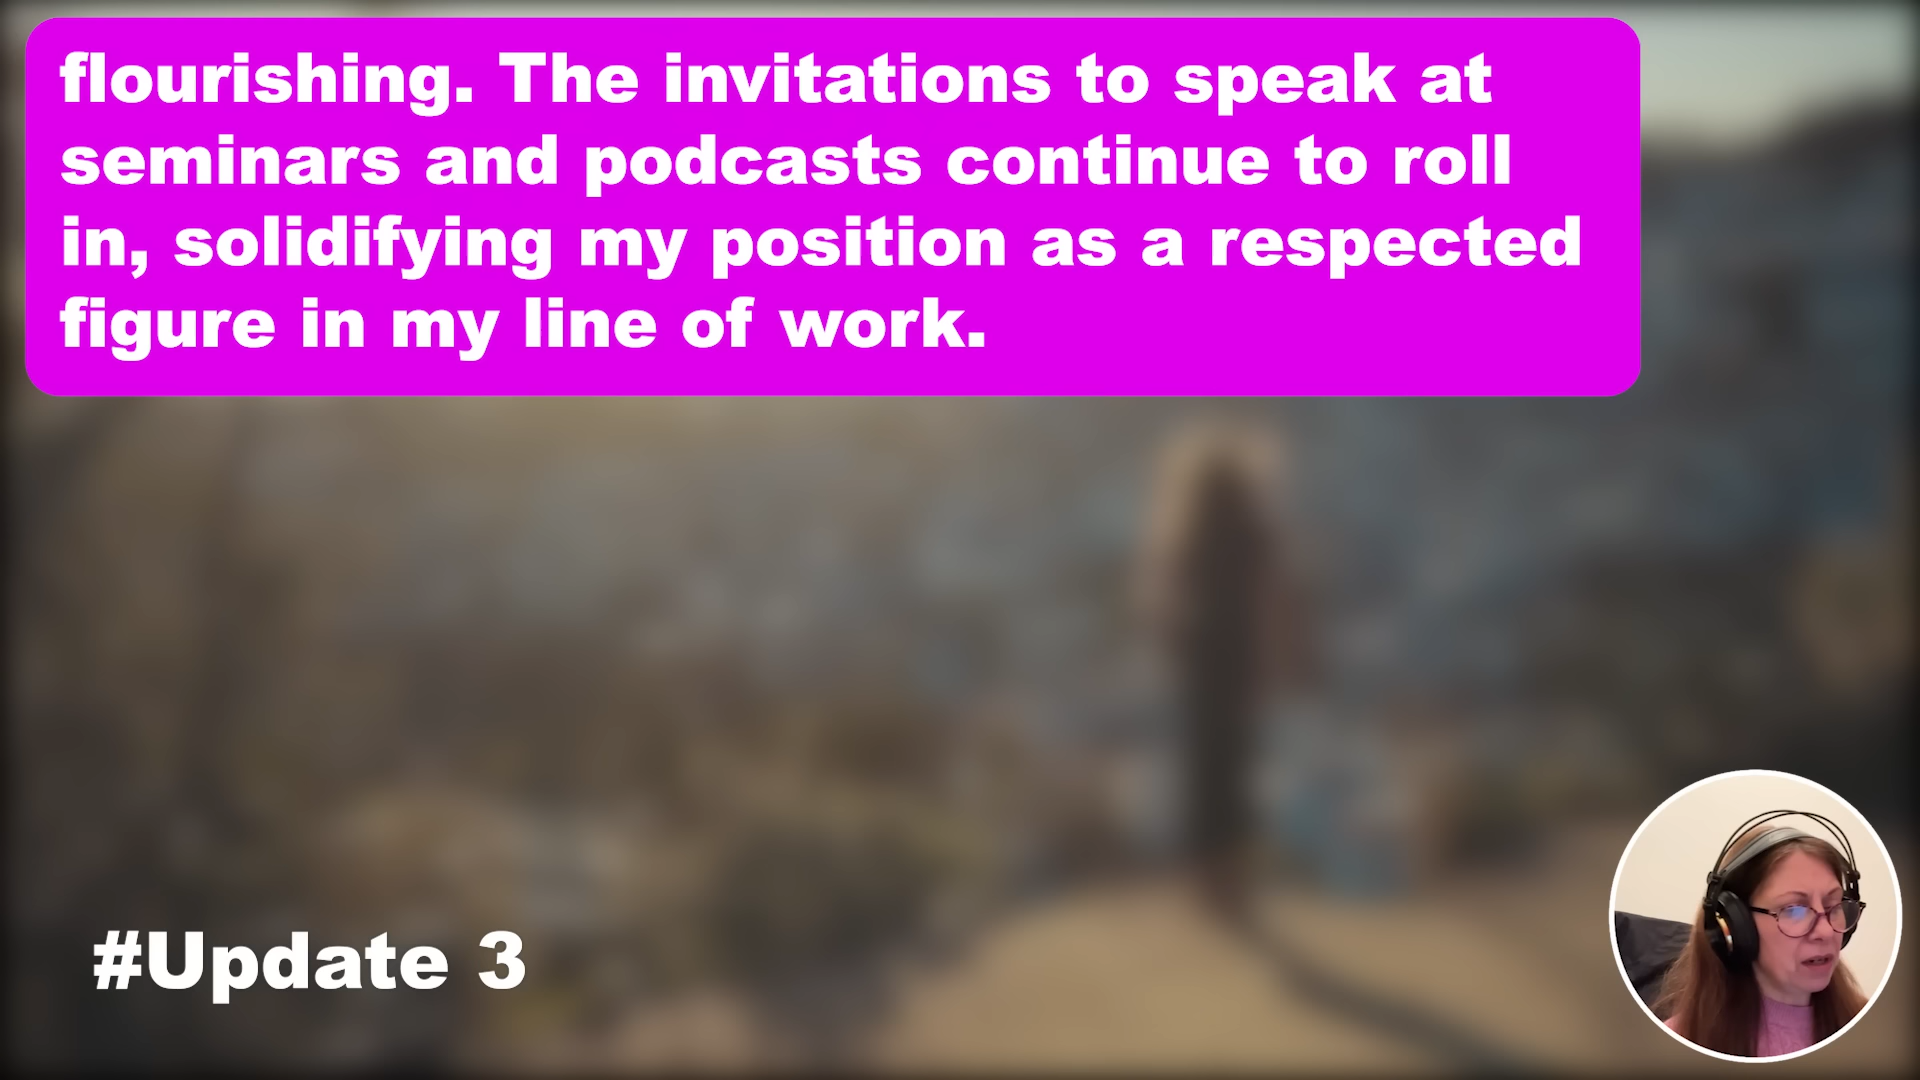 flourishing. The invitations to speak at
seminars and podcasts continue to roll
in, solidifying my position as a respected
figure in my line of work.
#Update 3